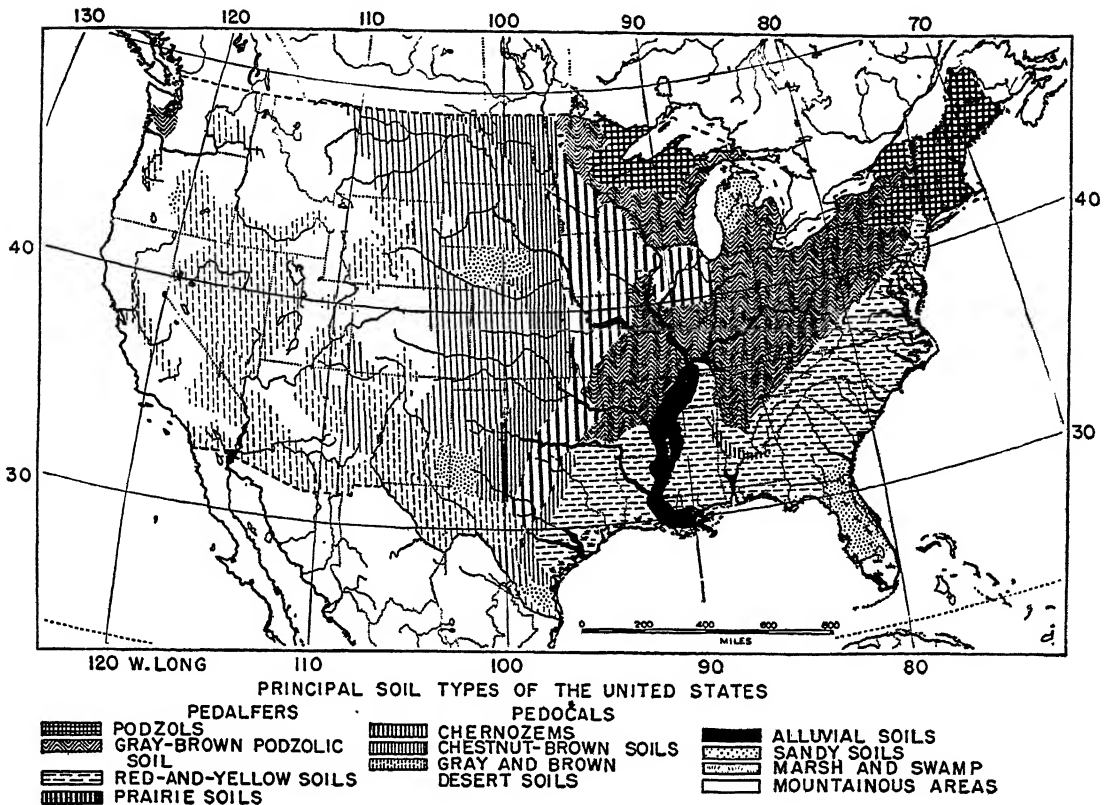 130 120 110 100 90 80 70
40 40
30 30
0 200 400 600 800
MILES
d.
120 W. LONG 110 100 90 80
PRINCIPAL SOIL TYPES OF THE UNITED STATES
PEDALFERS
PODZOLS
GRAY-BROWN PODZOLIC
SOIL
RED-AND-YELLOW SOILS
PRAIRIE SOILS
PEDOCALS
CHERNOZEMS
CHESTNUT-BROWN SOILS
GRAY AND BROWN
DESERT SOILS
ALLUVIAL SOILS
SANDY SOILS
MARSH AND SWAMP
MOUNTAINOUS AREAS